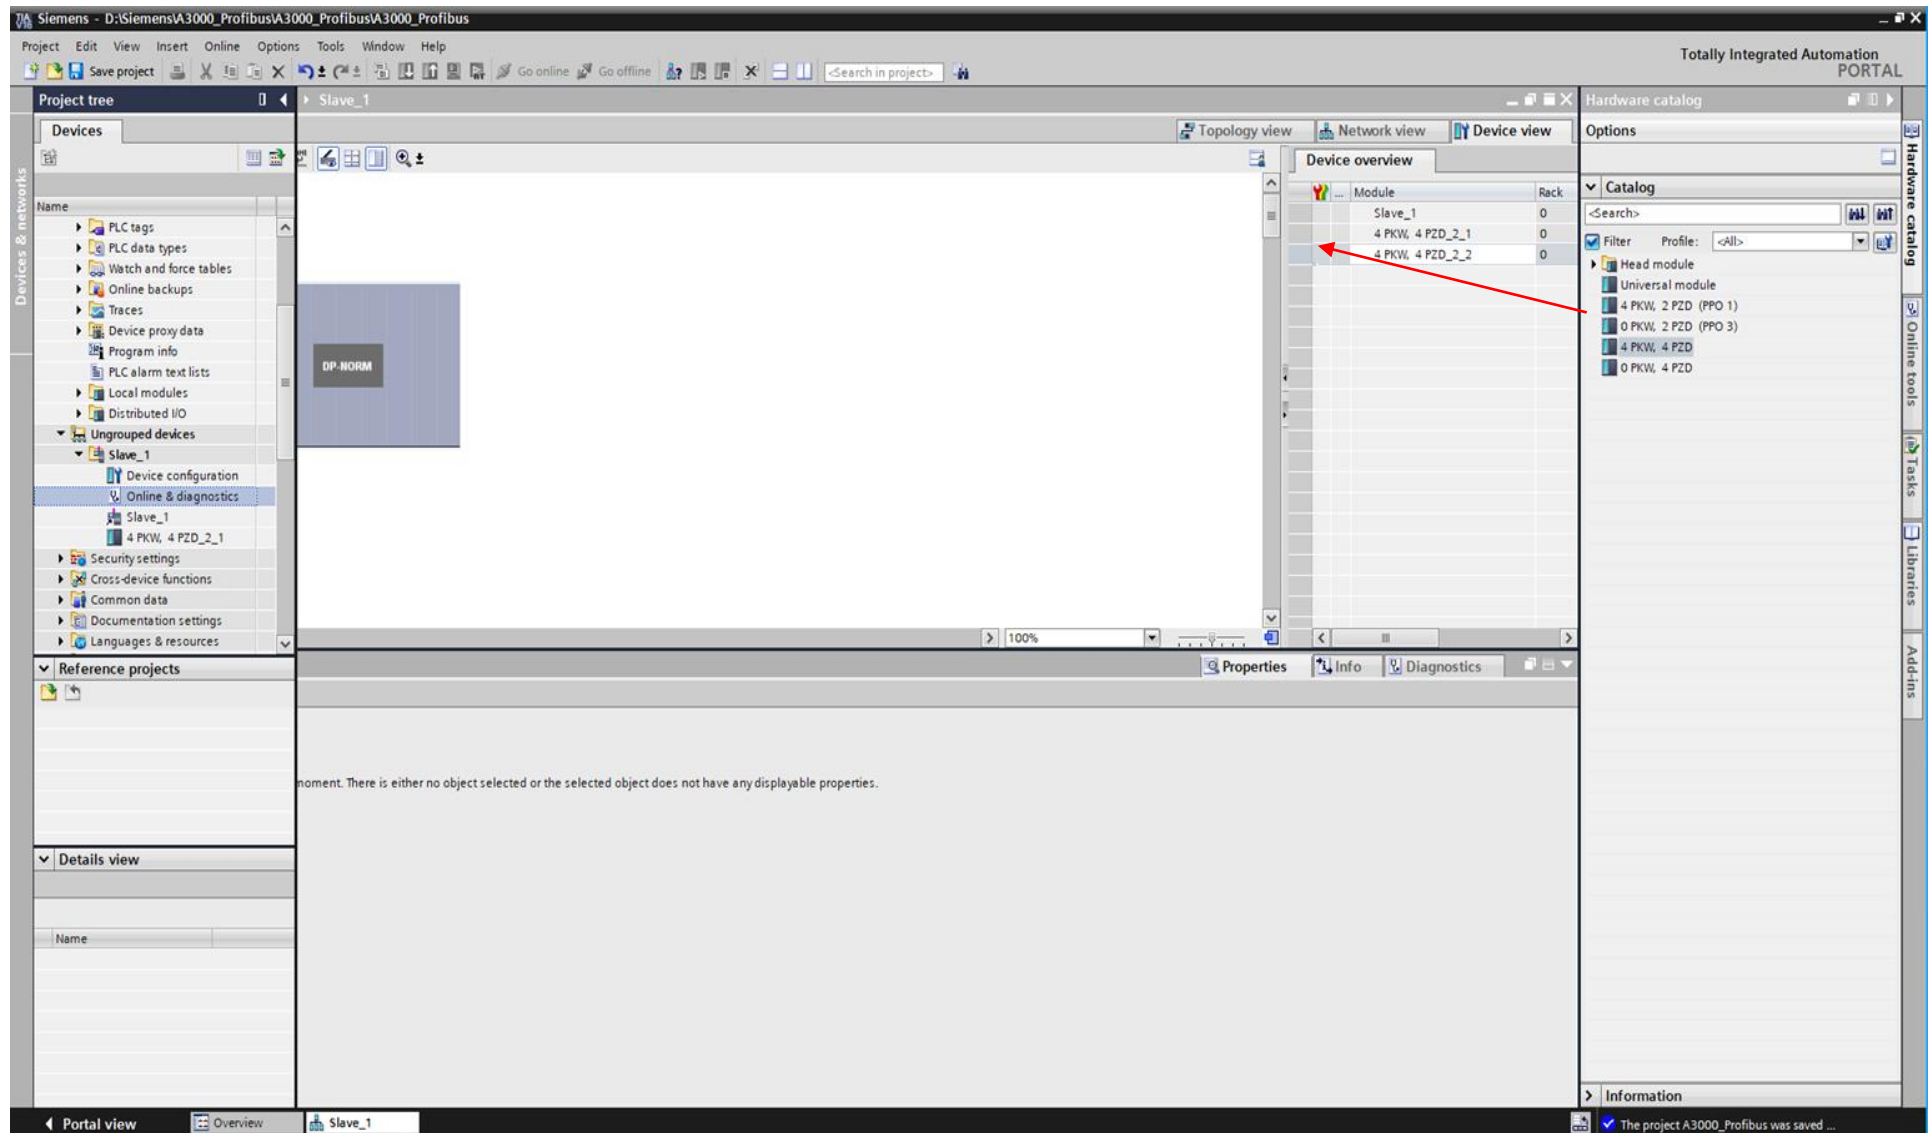 Siemens - D:\Siemens\A3000_Profibus\A3000_Profibus\A3000_Profibus
Project Edit View Insert Online Options Tools Window Help
Totally Integrated Automation
PORTAL
Save project Go online Go offline <Search in project>
Project tree
Slave_1
Hardware catalog
Devices
Topology view Network view Device view
Options
Device overview
Name
... Module Rack
Slave_1 0
4 PKW, 4 PZD_2_1 0
4 PKW, 4 PZD_2_2 0
Catalog
<Search>
Filter Profile: <All>
Head module
Universal module
4 PKW, 2 PZD (PPO 1)
0 PKW, 2 PZD (PPO 3)
4 PKW, 4 PZD
0 PKW, 4 PZD
PLC tags
PLC data types
Watch and force tables
Online backups
Traces
Device proxy data
Program info
PLC alarm text lists
Local modules
Distributed I/O
Ungrouped devices
Slave_1
Device configuration
Online & diagnostics
Slave_1
4 PKW, 4 PZD_2_1
Security settings
Cross-device functions
Common data
Documentation settings
Languages & resources
DP-NORM
100%
Devices & networks
Hardware catalog
Online tools
Tasks
Libraries
Add-ins
Reference projects
Properties Info Diagnostics
noment. There is either no object selected or the selected object does not have any displayable properties.
Details view
Name
Information
Portal view Overview Slave_1
The project A3000_Profibus was saved ...